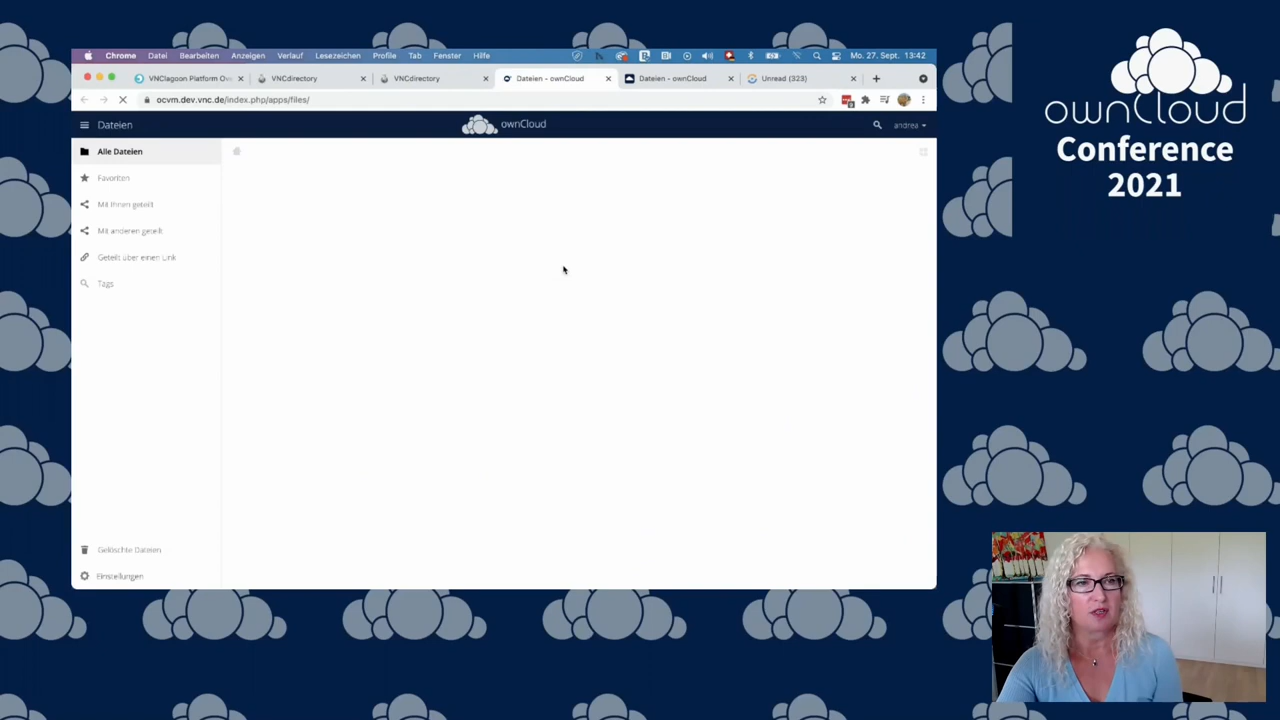 Chrome Datei Bearbeiten Anzeigen Verlauf Lesezeichen Profile Tab Fenster Hilfe Mo. 27. Sept. 13:42
VNClagoon Platform Ov VNCdirectory VNCdirectory Dateien - ownCloud Dateien - ownCloud Unread (323)
ocvm.dev.vnc.de/index.php/apps/files/
Dateien ownCloud andrea
Alle Dateien
Favoriten
Mit Ihnen geteilt
Mit anderen geteilt
Geteilt über einen Link
Tags
Gelöschte Dateien
Einstellungen
ownCloud
Conference
2021